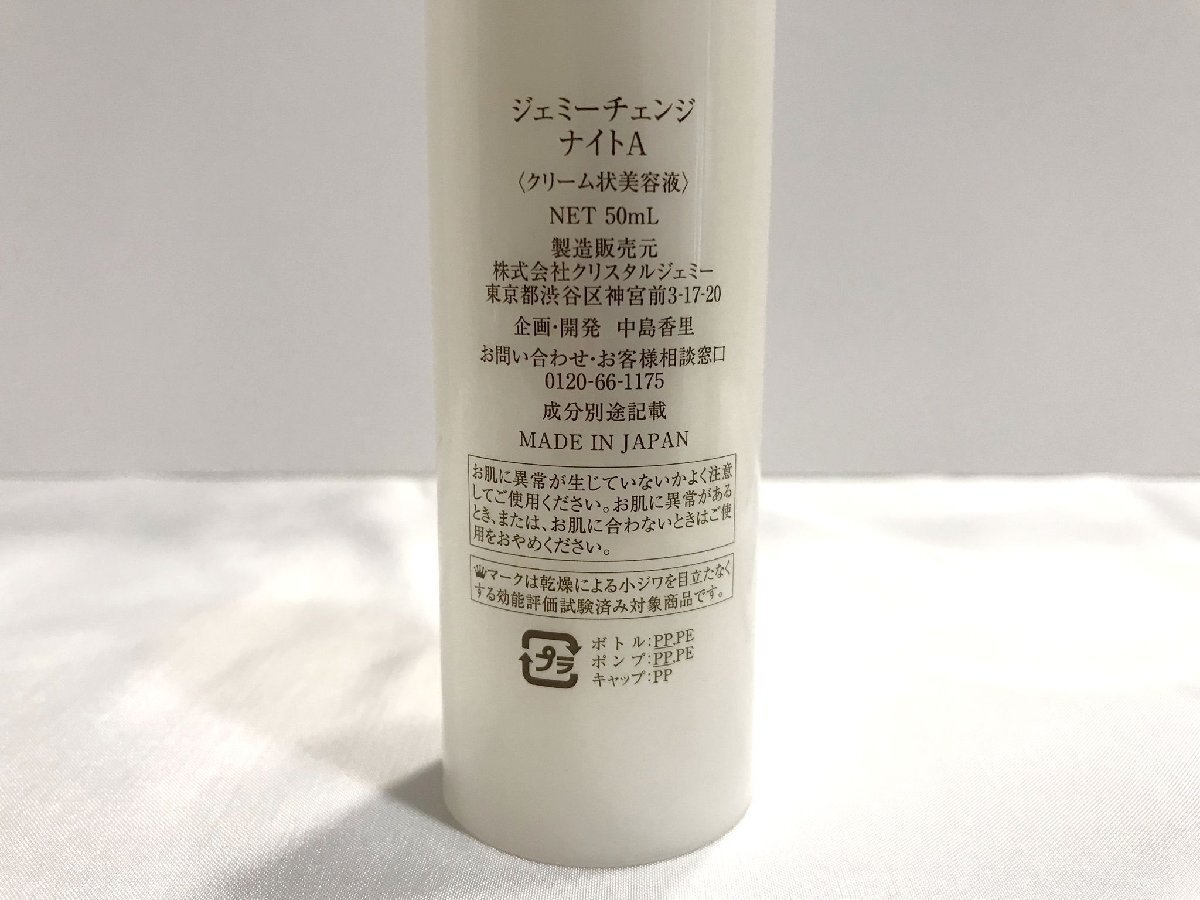 ジェミーチェンジ
ナイトA
〈クリーム状美容液〉
NET 50mL
製造販売元
株式会社クリスタルジェミー
東京都渋谷区神宮前3-17-20
企画・開発 中島香里
お問い合わせ・お客様相談窓口
0120-66-1175
成分別途記載
MADE IN JAPAN
お肌に異常が生じていないかよく注意
してご使用ください。お肌に異常がある
とき、または、お肌に合わないときはご使
用をおやめください。
マークは乾燥による小ジワを目立たなく
する効能評価試験済み対象商品です。
プラ
ボトル:PP,PE
ポンプ:PP,PE
キャップ:PP